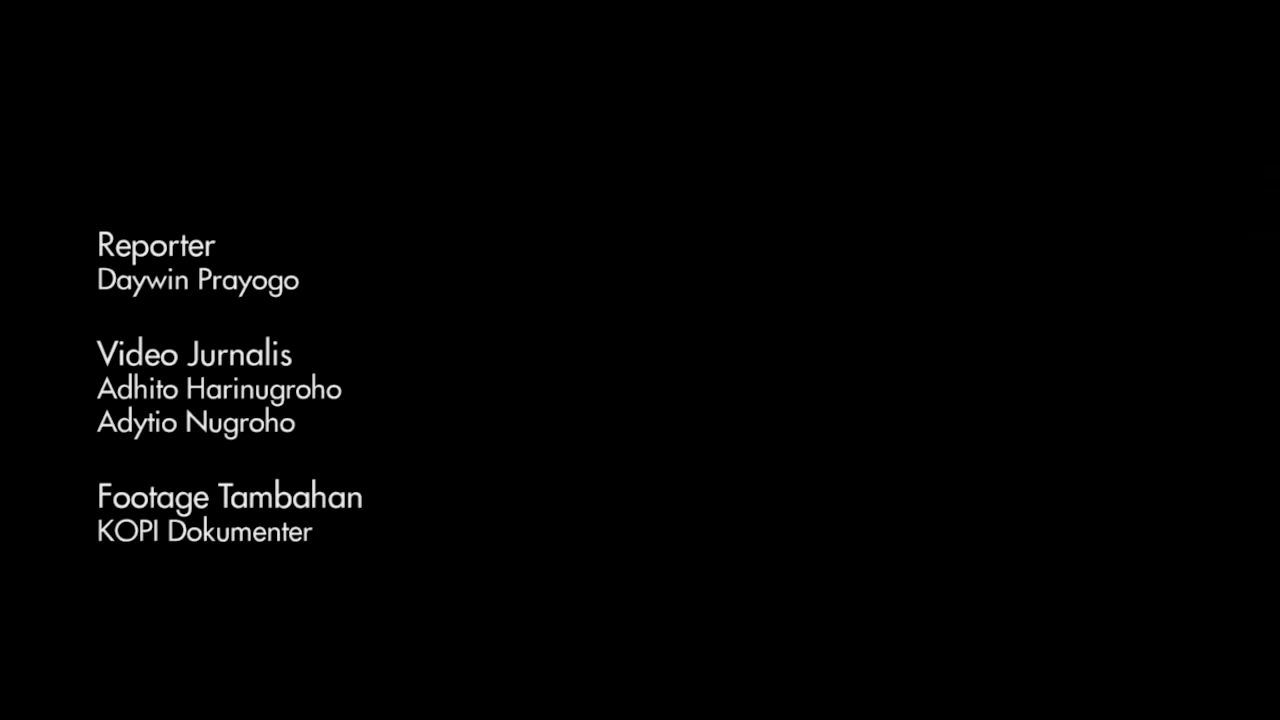 Reporter
Daywin Prayogo
Video Jurnalis
Adhito Harinugroho
Adytio Nugroho
Footage Tambahan
KOPI Dokumenter